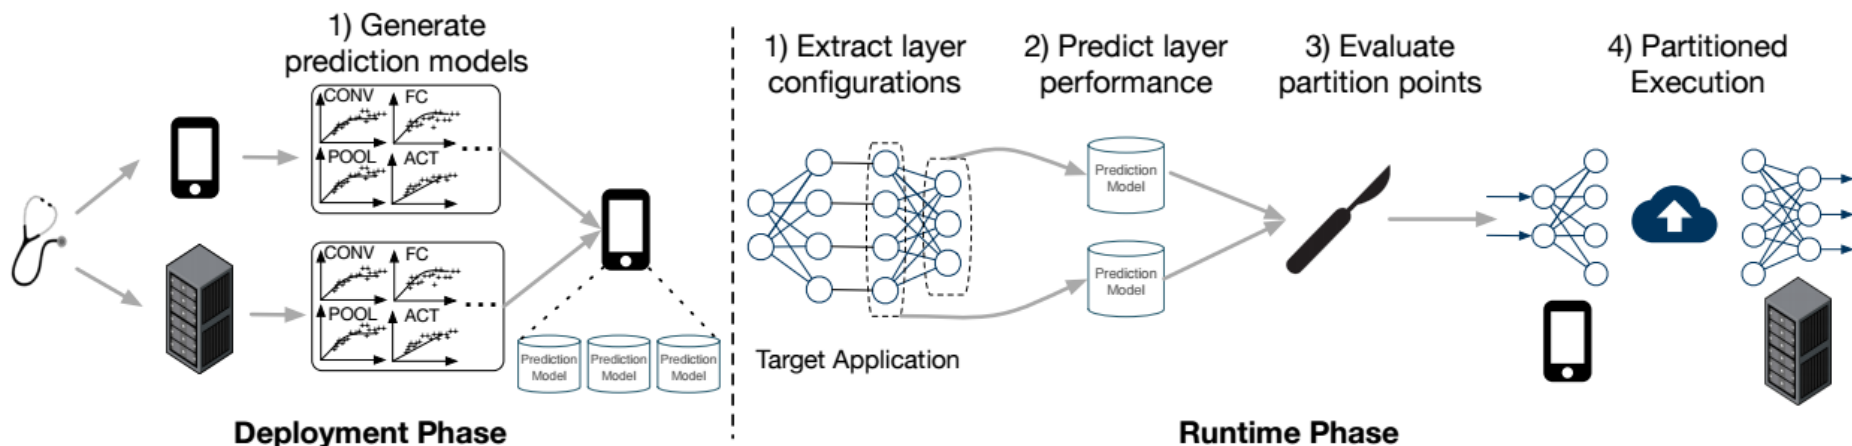 1) Generate
prediction models
CONV
FC
POOL
ACT
CONV
FC
POOL
ACT
Prediction
Model
Prediction
Model
Prediction
Model
Deployment Phase
1) Extract layer
configurations
2) Predict layer
performance
3) Evaluate
partition points
4) Partitioned
Execution
Prediction
Model
Prediction
Model
Target Application
Runtime Phase